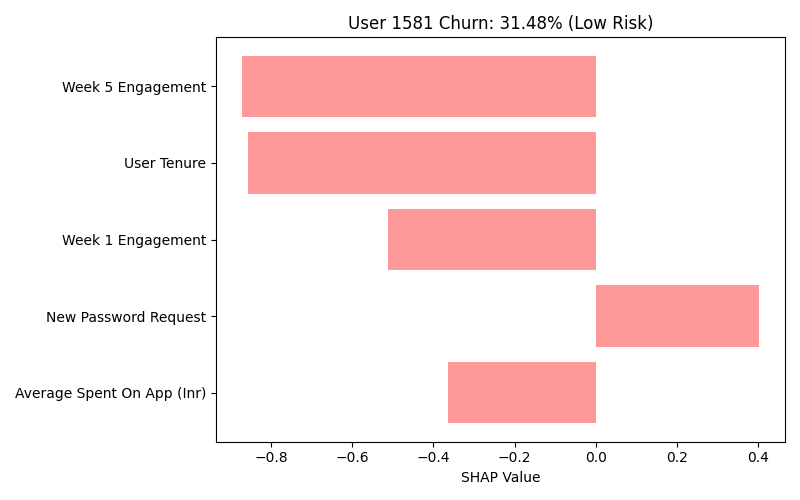 User 1581 Churn: 31.48% (Low Risk)
Week 5 Engagement
User Tenure
Week 1 Engagement
New Password Request
Average Spent On App (Inr)
−0.8 −0.6 −0.4 −0.2 0.0 0.2 0.4
SHAP Value